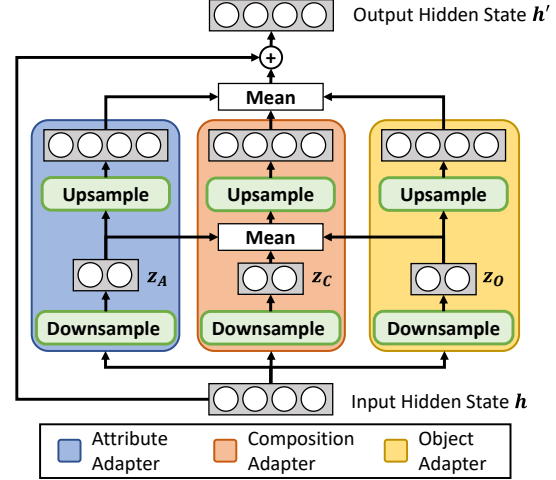 Output Hidden State h′
+
Mean
Upsample
Upsample
Upsample
Mean
z_A
z_C
z_O
Downsample
Downsample
Downsample
Input Hidden State h
Attribute
Adapter
Composition
Adapter
Object
Adapter